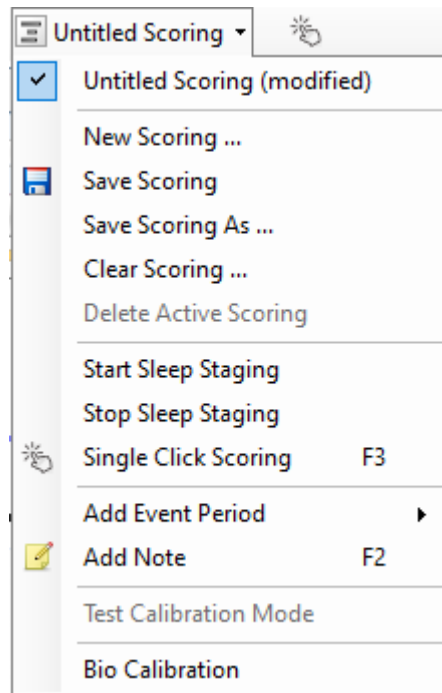 Untitled Scoring
Untitled Scoring (modified)
New Scoring ...
Save Scoring
Save Scoring As ...
Clear Scoring ...
Delete Active Scoring
Start Sleep Staging
Stop Sleep Staging
Single Click Scoring F3
Add Event Period
Add Note F2
Test Calibration Mode
Bio Calibration